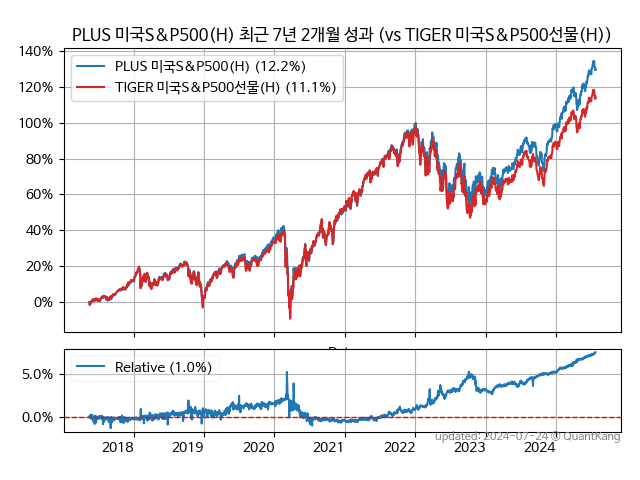 PLUS 미국S&P500(H) 최근 7년 2개월 성과 (vs TIGER 미국S&P500선물(H))
140%
120%
100%
80%
60%
40%
20%
0%
PLUS 미국S&P500(H) (12.2%)
TIGER 미국S&P500선물(H) (11.1%)
5.0%
0.0%
Relative (1.0%)
2018 2019 2020 2021 2022 2023 2024
updated: 2024-07-24 © QuantKang